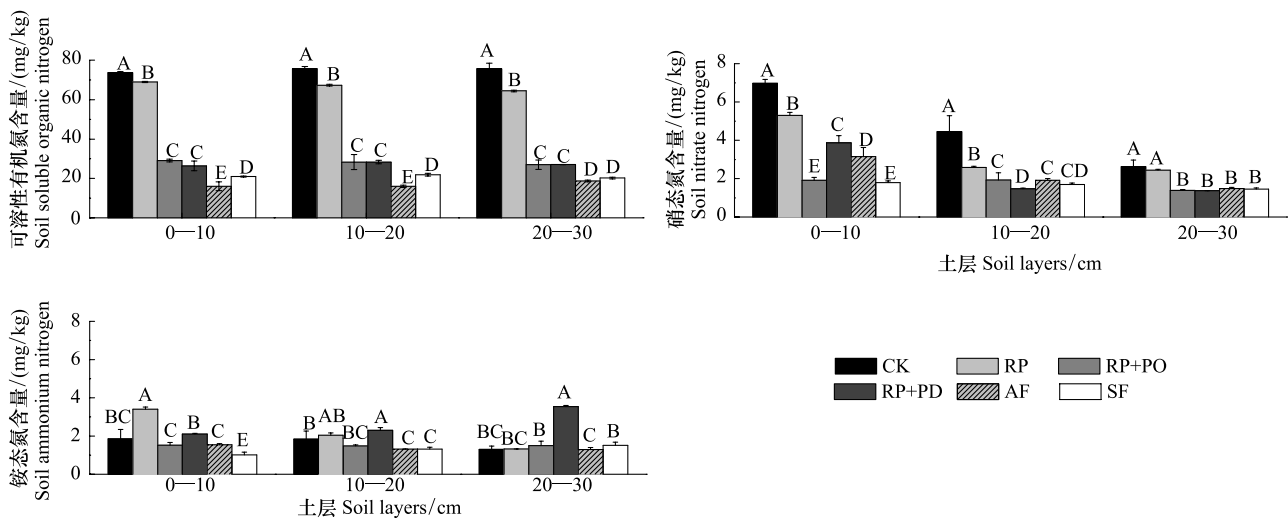 可溶性有机氮含量/(mg/kg)
Soil soluble organic nitrogen
80
60
40
20
0
A B C C E D
A B C C E D
A B C C D D
0—10 10—20 20—30
硝态氮含量/(mg/kg)
Soil nitrate nitrogen
8
6
4
2
0
A B E C D E
A B C D C CD
A A B B B B
0—10 10—20 20—30
土层 Soil layers/cm
铵态氮含量/(mg/kg)
Soil ammonium nitrogen
8
6
4
2
0
BC A C B C E
B AB BC A C C
BC BC B A C B
0—10 10—20 20—30
土层 Soil layers/cm
CK RP RP+PO
RP+PD AF SF